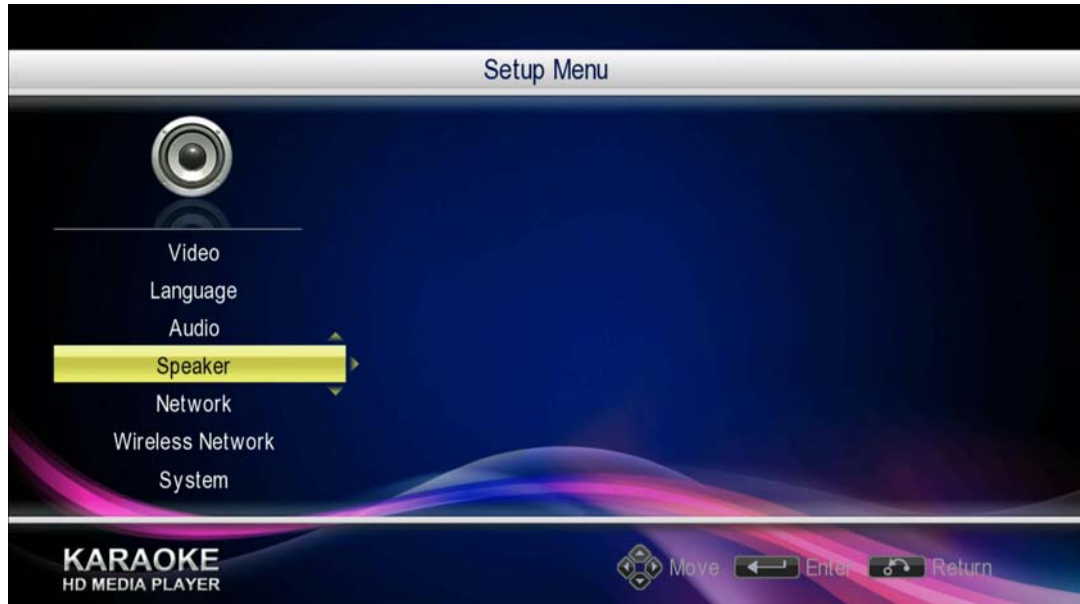 Setup Menu
Video
Language
Audio
Speaker
Network
Wireless Network
System
KARAOKE
HD MEDIA PLAYER
Move Enter Return